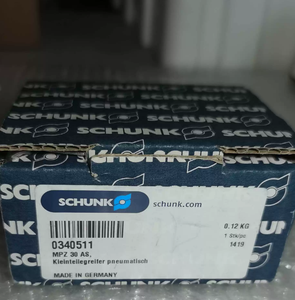 SCHUNK
SCHUNK
SCHUNK schunk.com
0340511
0.12 KG
MPZ 30 AS,
1 Stk/pc
Kleinteilegreifer pneumatisch
1419
MADE IN GERMANY